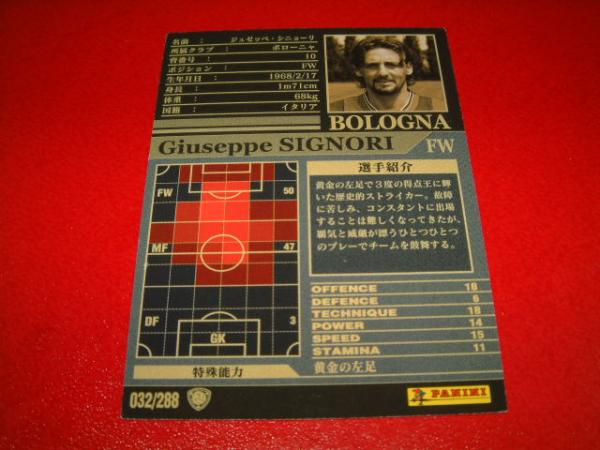 名前 : ジュゼッペ・シニョーリ
所属クラブ : ボローニャ
背番号 : 10
ポジション : FW
生年月日 : 1968/2/17
身長 : 1m71cm
体重 : 68kg
国籍 : イタリア
BOLOGNA
Giuseppe SIGNORI
FW
FW 50
MF 47
DF 3
GK
特殊能力
選手紹介
黄金の左足で3度の得点王に輝
いた歴史的ストライカー。故障
に苦しみ、コンスタントに出場
することは難しくなってきたが、
覇気と威厳が漂うひとつひとつ
のプレーでチームを鼓舞する。
OFFENCE 18
DEFENCE 6
TECHNIQUE 18
POWER 14
SPEED 15
STAMINA 11
黄金の左足
032/288
PANINI